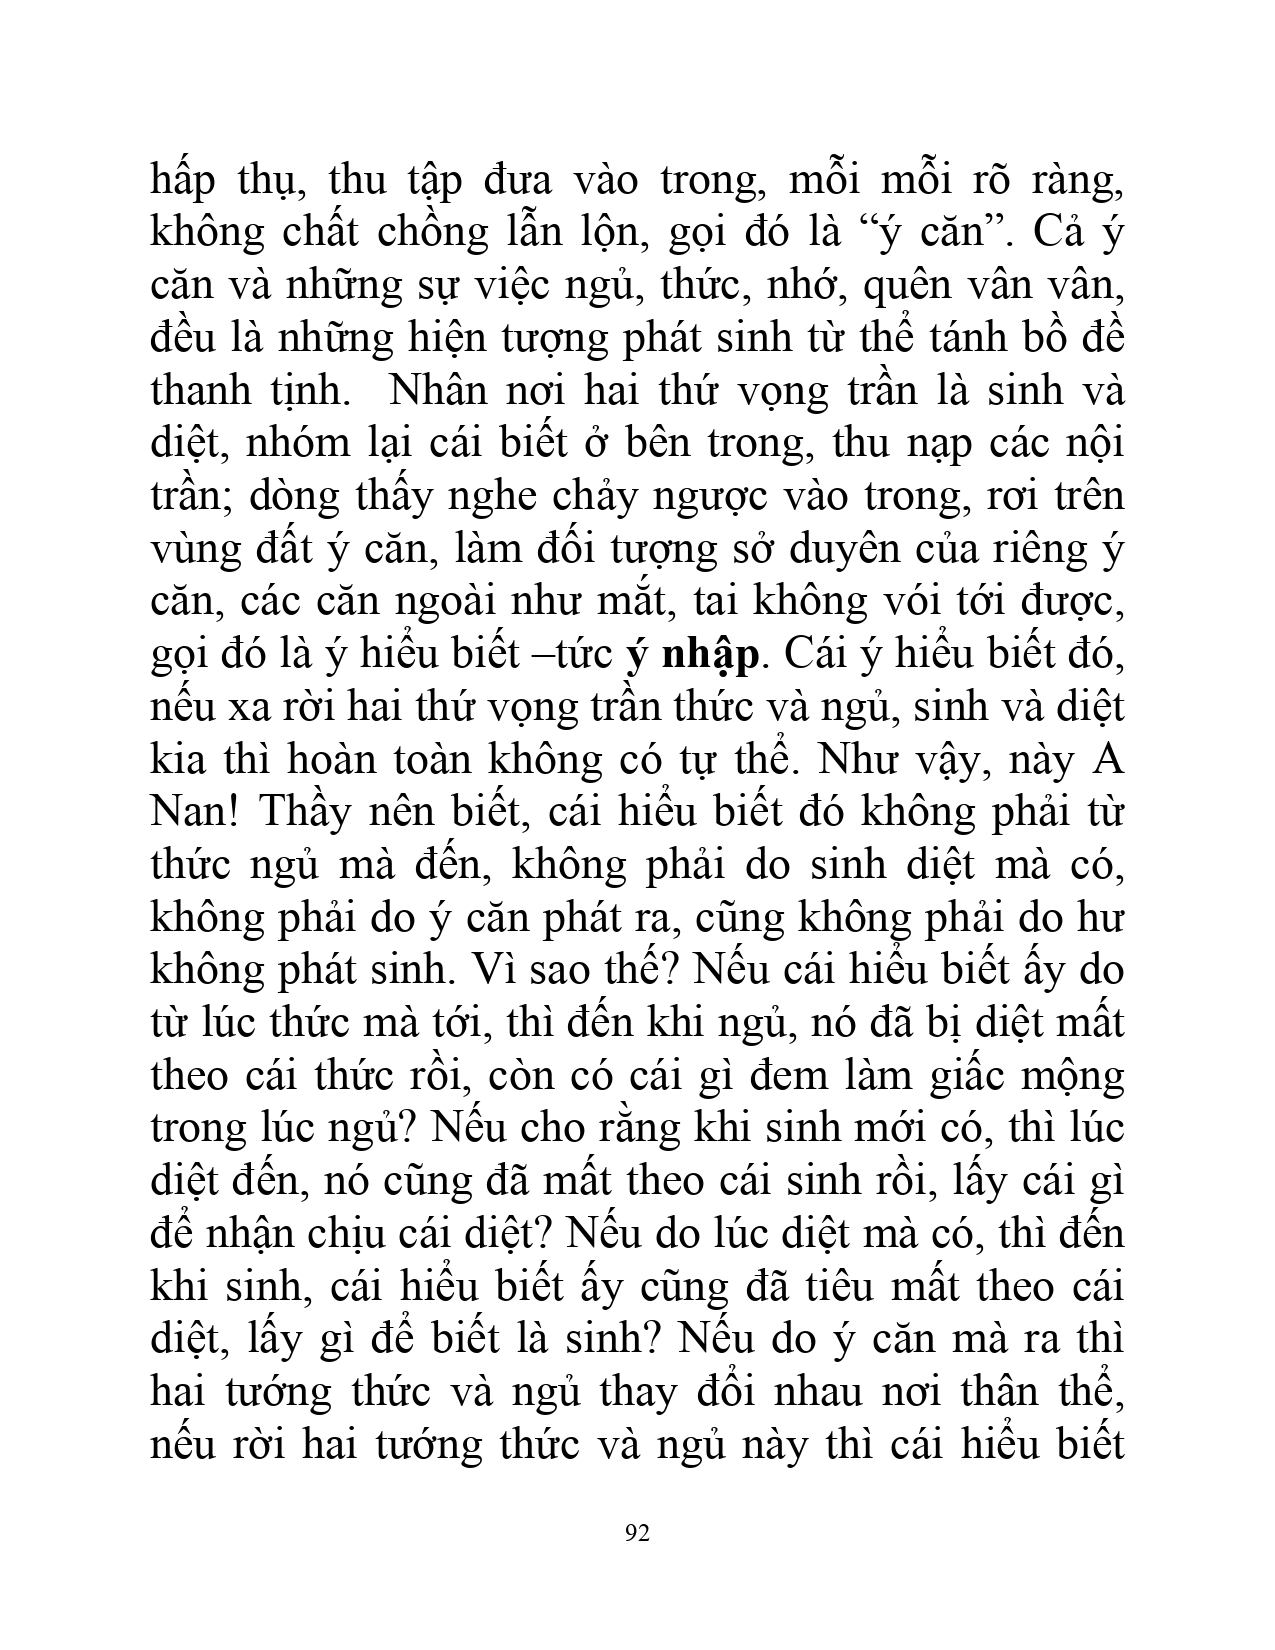 hấp thụ, thu tập đưa vào trong, mỗi mỗi rõ ràng,
không chất chồng lẫn lộn, gọi đó là “ý căn”. Cả ý
căn và những sự việc ngủ, thức, nhớ, quên vân vân,
đều là những hiện tượng phát sinh từ thể tánh bồ đề
thanh tịnh.  Nhân nơi hai thứ vọng trần là sinh và
diệt, nhóm lại cái biết ở bên trong, thu nạp các nội
trần; dòng thấy nghe chảy ngược vào trong, rơi trên
vùng đất ý căn, làm đối tượng sở duyên của riêng ý
căn, các căn ngoài như mắt, tai không vói tới được,
gọi đó là ý hiểu biết –tức ý nhập. Cái ý hiểu biết đó,
nếu xa rời hai thứ vọng trần thức và ngủ, sinh và diệt
kia thì hoàn toàn không có tự thể. Như vậy, này A
Nan! Thầy nên biết, cái hiểu biết đó không phải từ
thức ngủ mà đến, không phải do sinh diệt mà có,
không phải do ý căn phát ra, cũng không phải do hư
không phát sinh. Vì sao thế? Nếu cái hiểu biết ấy do
từ lúc thức mà tới, thì đến khi ngủ, nó đã bị diệt mất
theo cái thức rồi, còn có cái gì đem làm giấc mộng
trong lúc ngủ? Nếu cho rằng khi sinh mới có, thì lúc
diệt đến, nó cũng đã mất theo cái sinh rồi, lấy cái gì
để nhận chịu cái diệt? Nếu do lúc diệt mà có, thì đến
khi sinh, cái hiểu biết ấy cũng đã tiêu mất theo cái
diệt, lấy gì để biết là sinh? Nếu do ý căn mà ra thì
hai tướng thức và ngủ thay đổi nhau nơi thân thể,
nếu rời hai tướng thức và ngủ này thì cái hiểu biết
92